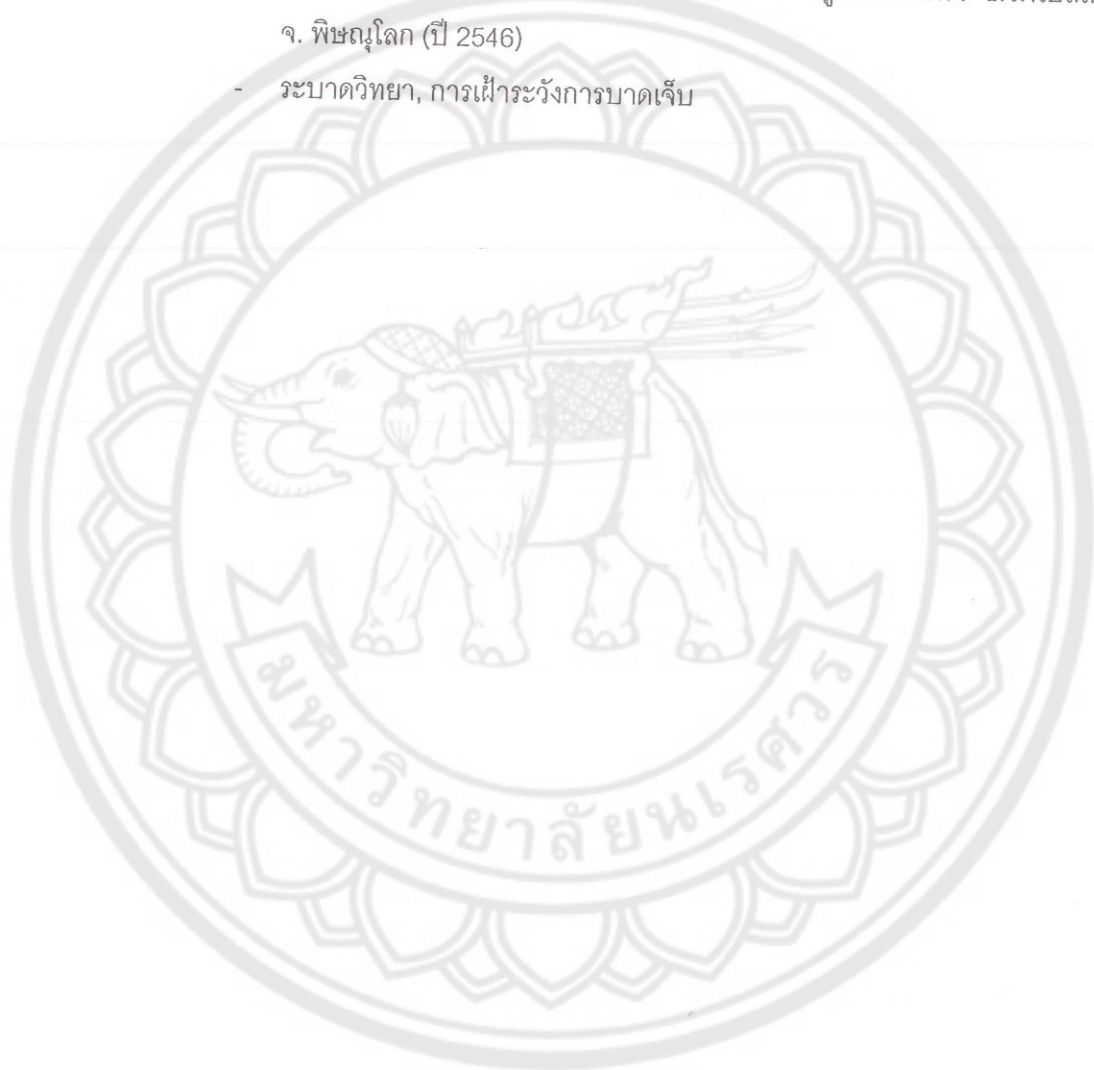 จ. พิษณุโลก (ปี 2546)
- ระบาดวิทยา, การเฝ้าระวังการบาดเจ็บ
มหาวิทยาลัยนเรศวร